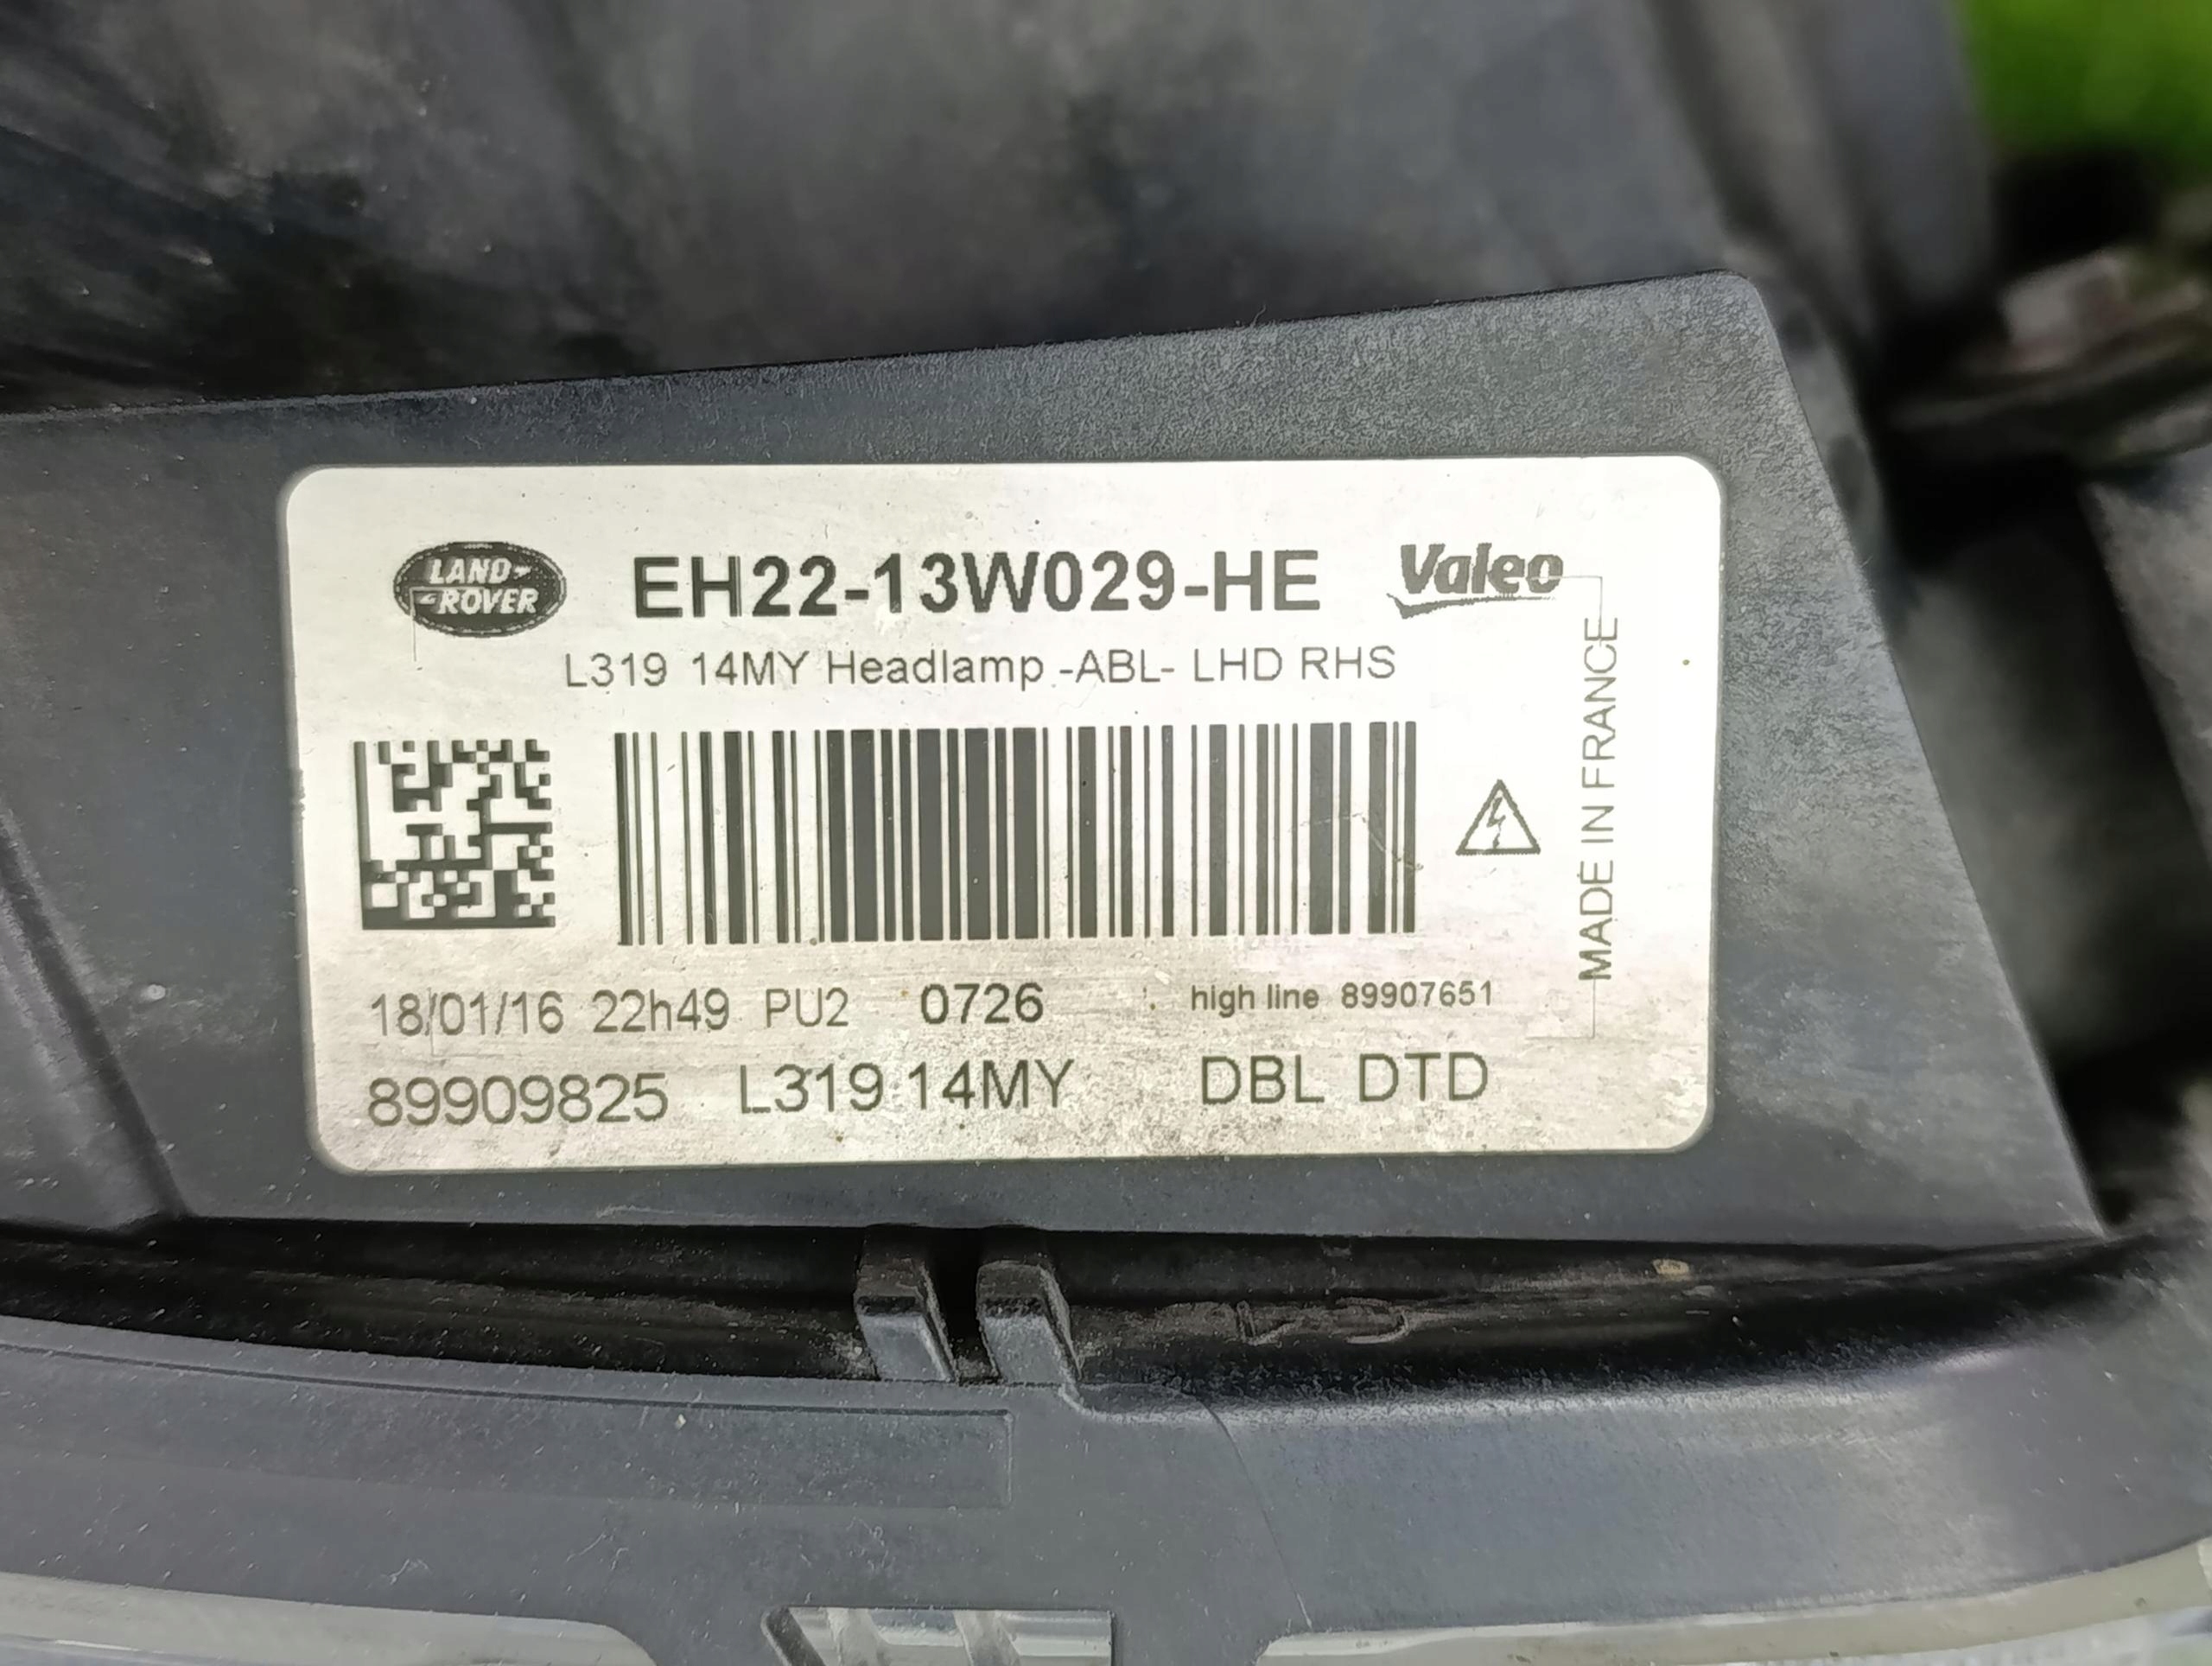 LAND-
ROVER
EH22-13W029-HE
Valeo
L319 14MY Headlamp -ABL- LHD RHS
MADE IN FRANCE
18/01/16 22h49 PU2 0726 high line 89907651
89909825 L319 14MY DBL DTD